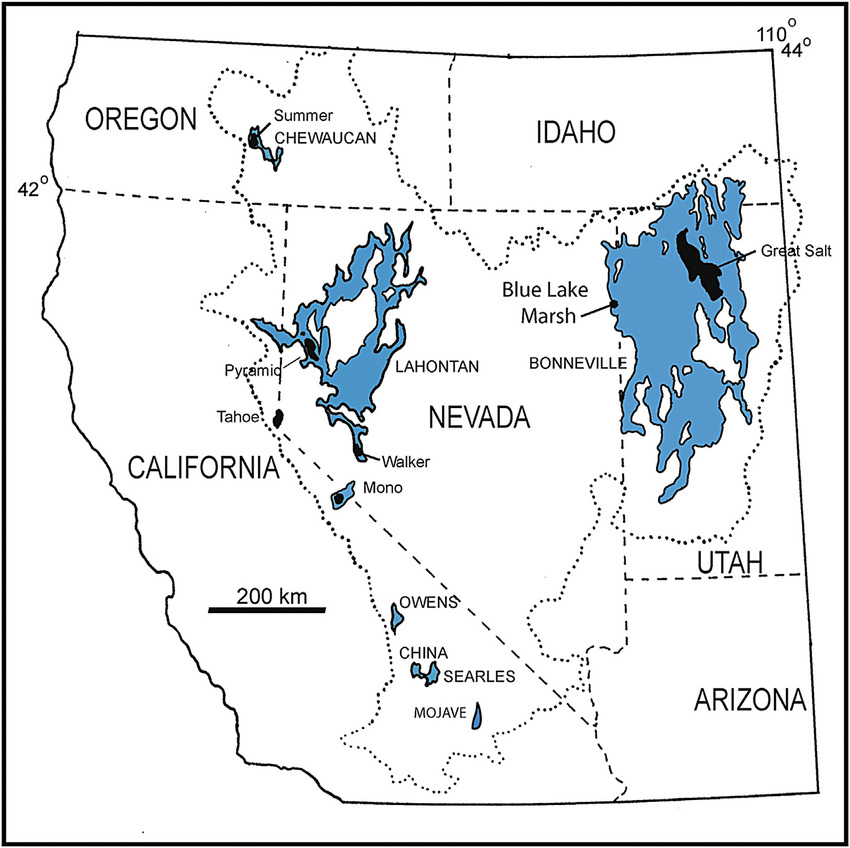 110°
44°
OREGON
Summer
CHEWAUCAN
IDAHO
42°
Great Salt
Blue Lake
Marsh
Pyramid
LAHONTAN
BONNEVILLE
Tahoe
NEVADA
CALIFORNIA
Walker
Mono
UTAH
200 km
OWENS
CHINA
SEARLES
ARIZONA
MOJAVE